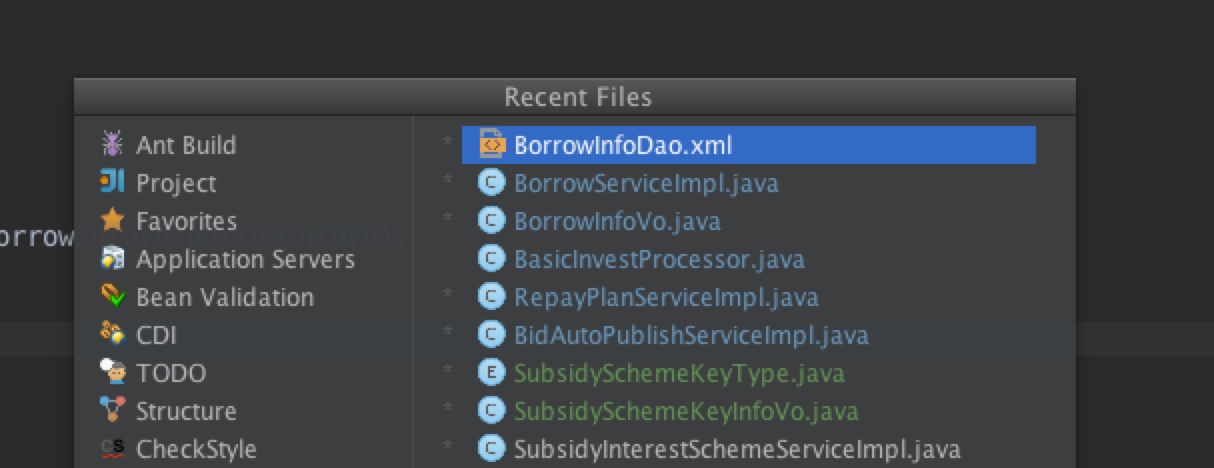 Recent Files
Ant Build
Project
Favorites
Application Servers
Bean Validation
CDI
TODO
Structure
CheckStyle
* BorrowInfoDao.xml
* BorrowServiceImpl.java
BorrowInfoVo.java
BasicInvestProcessor.java
* RepayPlanServiceImpl.java
* BidAutoPublishServiceImpl.java
* SubsidySchemeKeyType.java
* SubsidySchemeKeyInfoVo.java
* SubsidyInterestSchemeServiceImpl.java
orrow